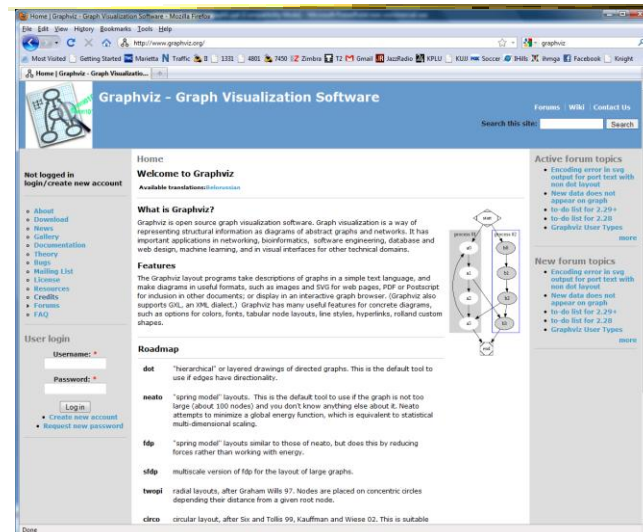 Home | Graphviz - Graph Visualization Software - Mozilla Firefox
File Edit View History Bookmarks Tools Help
http://www.graphviz.org/
graphviz
Most Visited Getting Started Marietta Traffic B 1331 4801 7450 Zimbra T2 Gmail JazzRadio KPLU KUJJ Soccer Facebook Knight
Home | Graphviz - Graph Visualizatio...
Graphviz - Graph Visualization Software
Forums | Wiki | Contact Us
Search this site:
Search
Not logged in
login/create new account
About
Download
News
Gallery
Documentation
Theory
Bugs
Mailing List
License
Resources
Credits
Forums
FAQ
User login
Username: *
Password: *
Log in
Create new account
Request new password
Home
Welcome to Graphviz
Available translations:Belorussian
What is Graphviz?
Graphviz is open source graph visualization software. Graph visualization is a way of
representing structural information as diagrams of abstract graphs and networks. It has
important applications in networking, bioinformatics, software engineering, database and
web design, machine learning, and in visual interfaces for other technical domains.
Features
The Graphviz layout programs take descriptions of graphs in a simple text language, and
make diagrams in useful formats, such as images and SVG for web pages, PDF or Postscript
for inclusion in other documents; or display in an interactive graph browser. (Graphviz also
supports GXL, an XML dialect.) Graphviz has many useful features for concrete diagrams,
such as options for colors, fonts, tabular node layouts, line styles, hyperlinks, rolland custom
shapes.
start
process #1
process #2
a0
b0
a1
b1
a2
b2
a3
b3
end
Roadmap
dot "hierarchical" or layered drawings of directed graphs. This is the default tool to
use if edges have directionality.
neato "spring model" layouts. This is the default tool to use if the graph is not too
large (about 100 nodes) and you don't know anything else about it. Neato
attempts to minimize a global energy function, which is equivalent to statistical
multi-dimensional scaling.
fdp "spring model" layouts similar to those of neato, but does this by reducing
forces rather than working with energy.
sfdp multiscale version of fdp for the layout of large graphs.
twopi radial layouts, after Graham Wills 97. Nodes are placed on concentric circles
depending their distance from a given root node.
circo circular layout, after Six and Tollis 99, Kauffman and Wiese 02. This is suitable
Active forum topics
Encoding error in svg
output for port text with
non dot layout
New data does not
appear on graph
to-do list for 2.29+
to-do list for 2.28
Graphviz User Types
more
New forum topics
Encoding error in svg
output for port text with
non dot layout
New data does not
appear on graph
to-do list for 2.29+
to-do list for 2.28
Graphviz User Types
more
Done